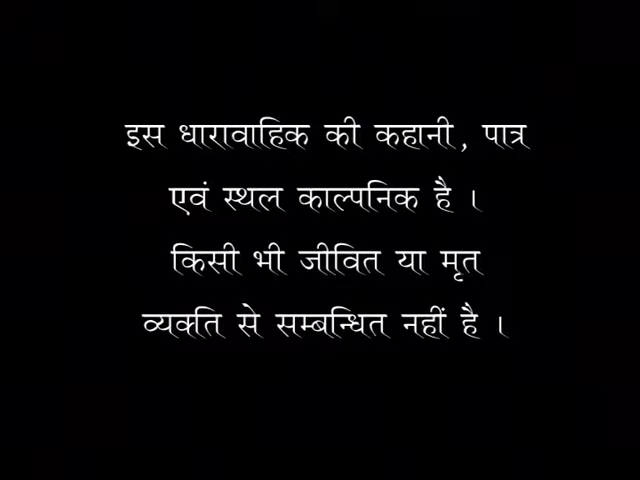 इस धारावाहिक की कहानी, पात्र
एवं स्थल काल्पनिक है ।
किसी भी जीवित या मृत
व्यक्ति से सम्बन्धित नहीं है ।